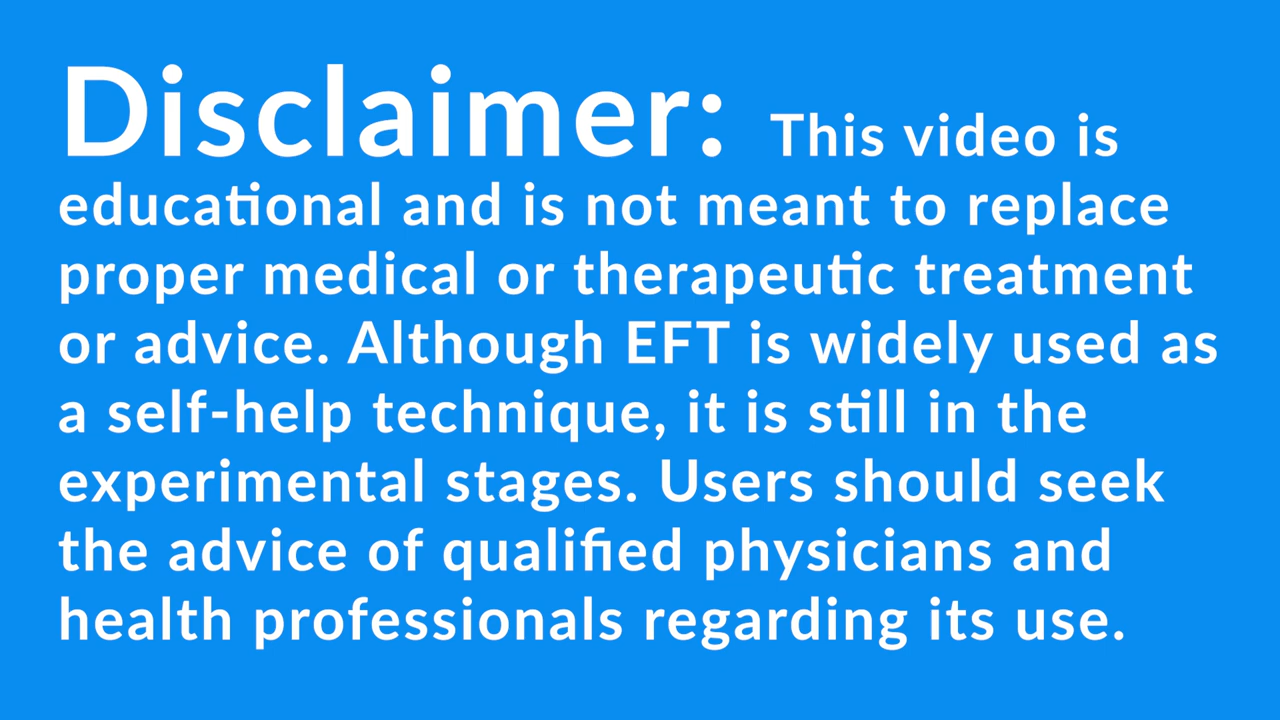 Disclaimer: This video is
educational and is not meant to replace
proper medical or therapeutic treatment
or advice. Although EFT is widely used as
a self-help technique, it is still in the
experimental stages. Users should seek
the advice of qualified physicians and
health professionals regarding its use.